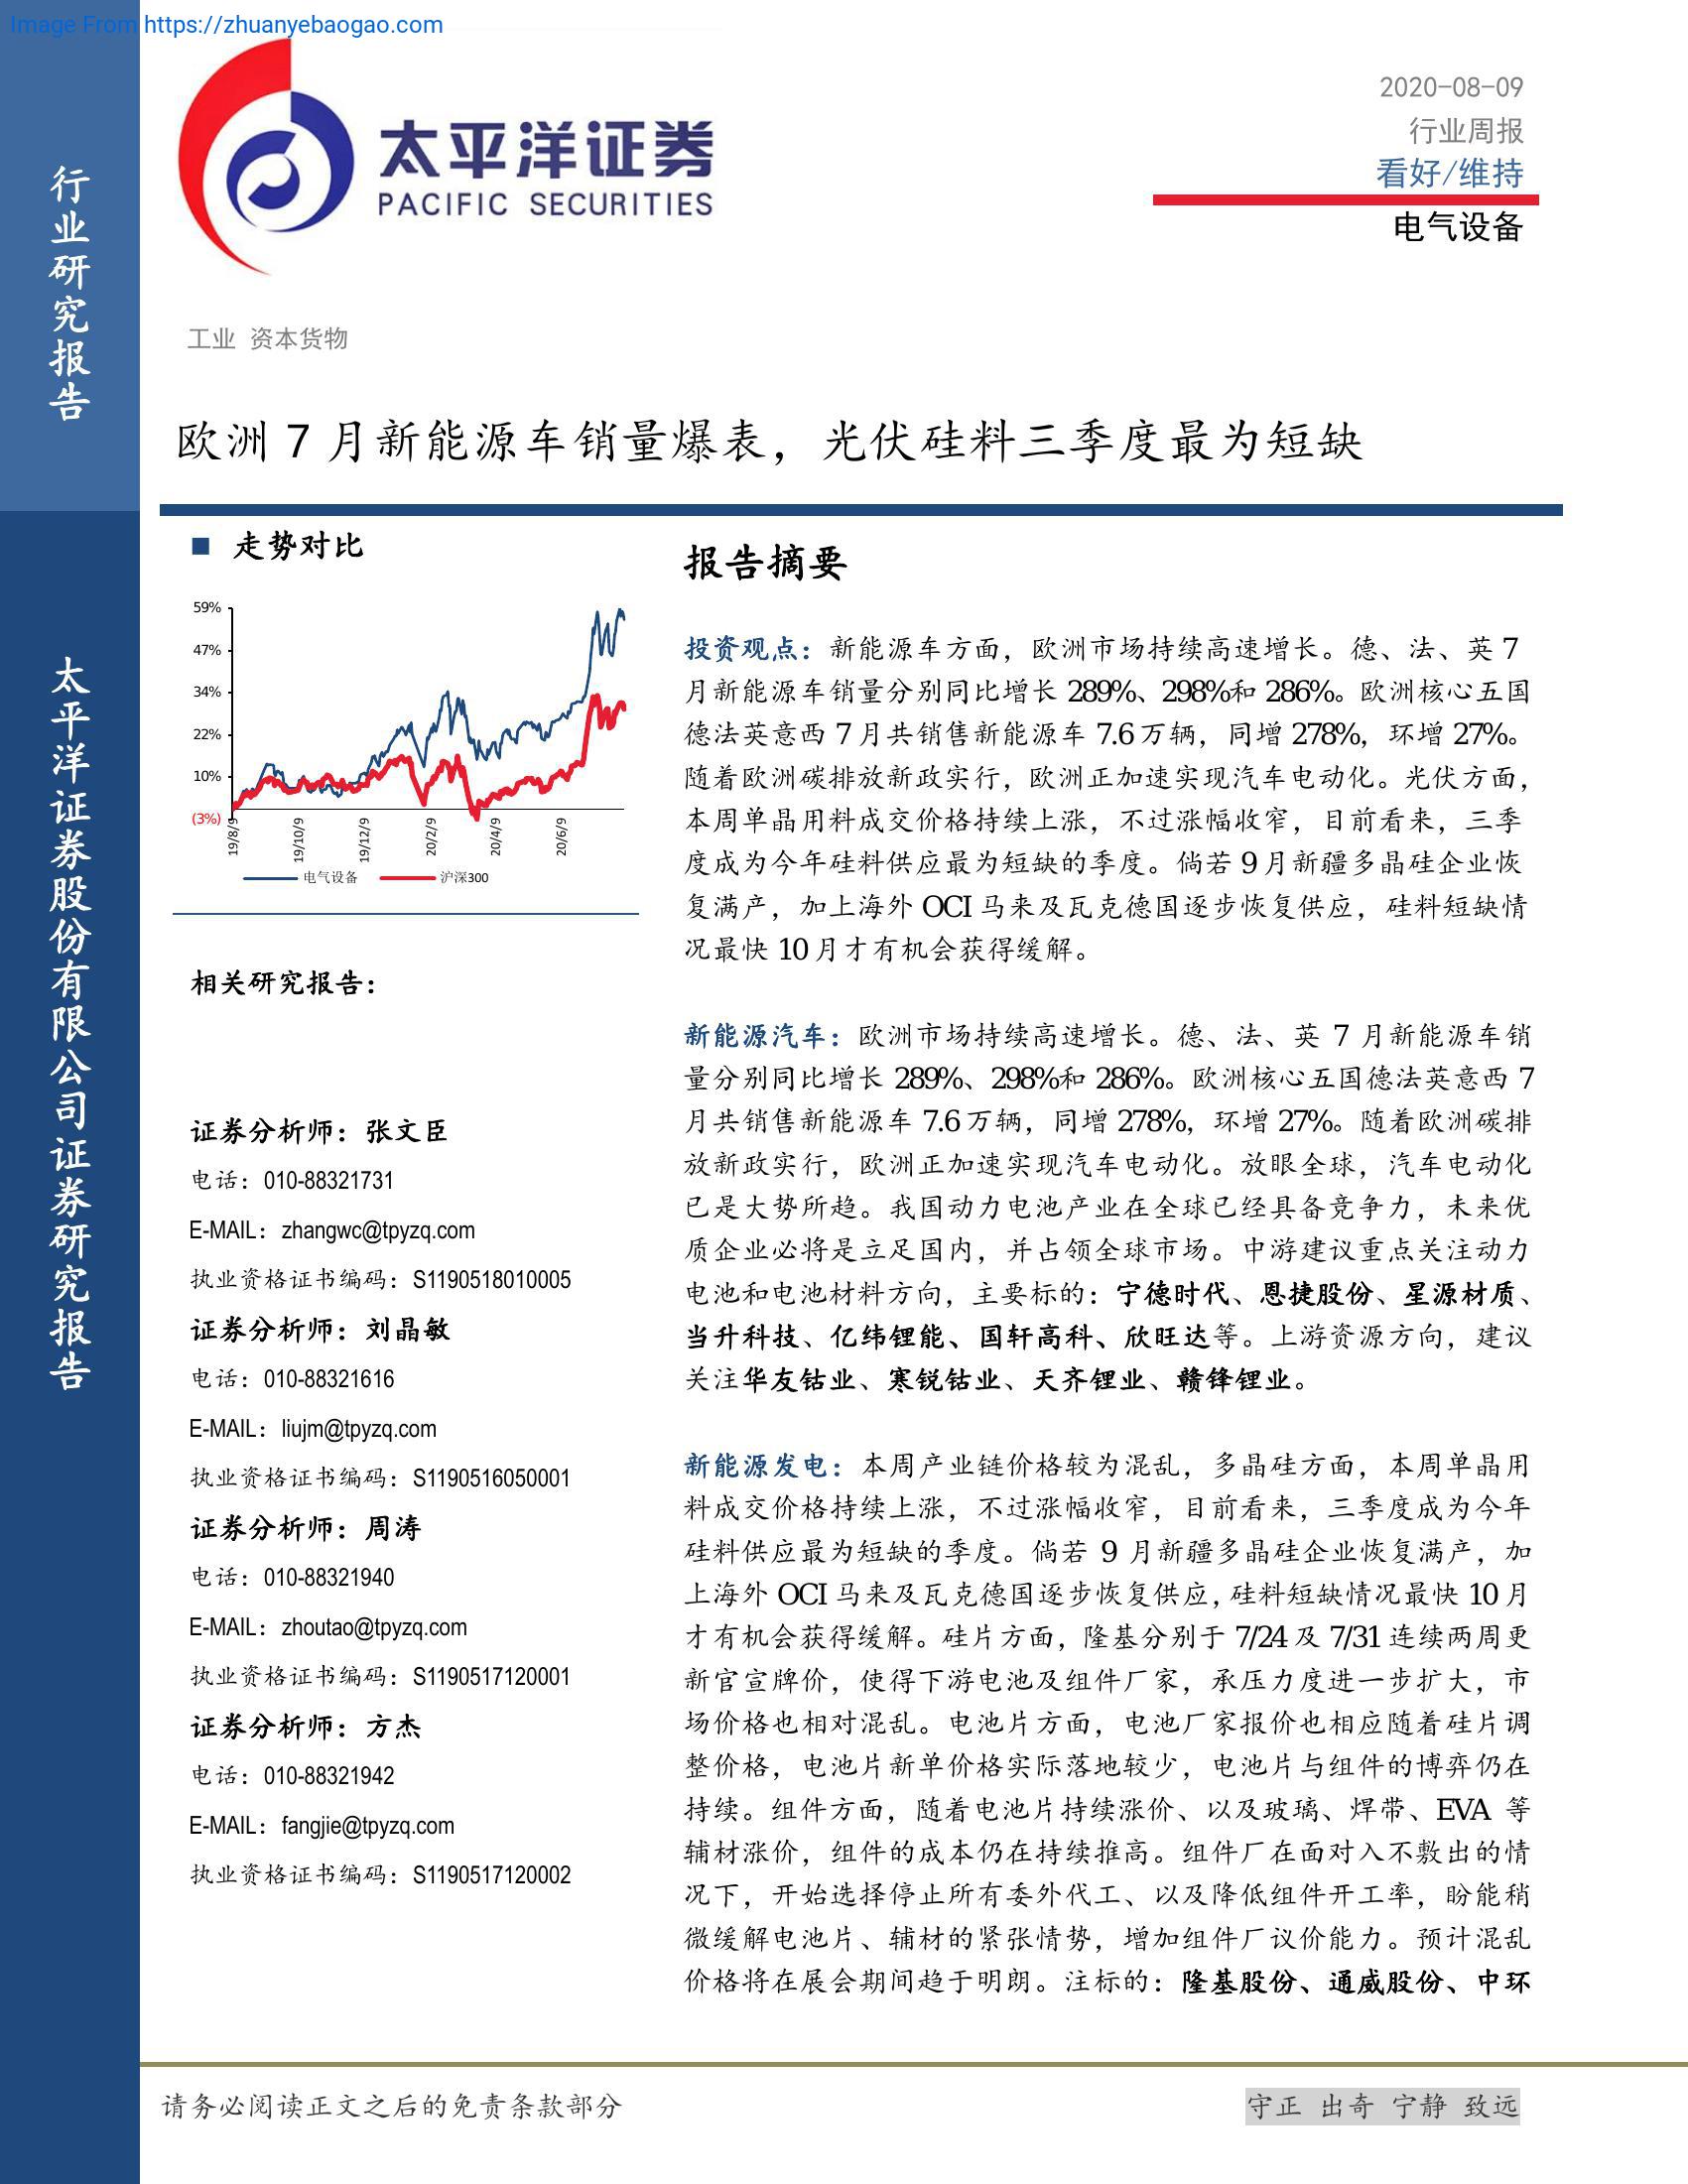 Image From https://zhuanyebaogao.com
行业研究报告
太平洋证券股份有限公司证券研究报告
太平洋证券
PACIFIC SECURITIES
2020-08-09
行业周报
看好/维持
电气设备
工业 资本货物
欧洲 7 月新能源车销量爆表，光伏硅料三季度最为短缺
■ 走势对比
59%
47%
34%
22%
10%
(3%)
19/8/9
19/10/9
19/12/9
20/2/9
20/4/9
20/6/9
电气设备 沪深300
相关研究报告：
证券分析师：张文臣
电话：010-88321731
E-MAIL：zhangwc@tpyzq.com
执业资格证书编码：S1190518010005
证券分析师：刘晶敏
电话：010-88321616
E-MAIL：liujm@tpyzq.com
执业资格证书编码：S1190516050001
证券分析师：周涛
电话：010-88321940
E-MAIL：zhoutao@tpyzq.com
执业资格证书编码：S1190517120001
证券分析师：方杰
电话：010-88321942
E-MAIL：fangjie@tpyzq.com
执业资格证书编码：S1190517120002
报告摘要
投资观点：新能源车方面，欧洲市场持续高速增长。德、法、英 7
月新能源车销量分别同比增长 289%、298%和 286%。欧洲核心五国
德法英意西 7 月共销售新能源车 7.6 万辆，同增 278%，环增 27%。
随着欧洲碳排放新政实行，欧洲正加速实现汽车电动化。光伏方面，
本周单晶用料成交价格持续上涨，不过涨幅收窄，目前看来，三季
度成为今年硅料供应最为短缺的季度。倘若 9 月新疆多晶硅企业恢
复满产，加上海外 OCI 马来及瓦克德国逐步恢复供应，硅料短缺情
况最快 10 月才有机会获得缓解。
新能源汽车：欧洲市场持续高速增长。德、法、英 7 月新能源车销
量分别同比增长 289%、298%和 286%。欧洲核心五国德法英意西 7
月共销售新能源车 7.6 万辆，同增 278%，环增 27%。随着欧洲碳排
放新政实行，欧洲正加速实现汽车电动化。放眼全球，汽车电动化
已是大势所趋。我国动力电池产业在全球已经具备竞争力，未来优
质企业必将是立足国内，并占领全球市场。中游建议重点关注动力
电池和电池材料方向，主要标的：宁德时代、恩捷股份、星源材质、
当升科技、亿纬锂能、国轩高科、欣旺达等。上游资源方向，建议
关注华友钴业、寒锐钴业、天齐锂业、赣锋锂业。
新能源发电：本周产业链价格较为混乱，多晶硅方面，本周单晶用
料成交价格持续上涨，不过涨幅收窄，目前看来，三季度成为今年
硅料供应最为短缺的季度。倘若 9 月新疆多晶硅企业恢复满产，加
上海外 OCI 马来及瓦克德国逐步恢复供应，硅料短缺情况最快 10 月
才有机会获得缓解。硅片方面，隆基分别于 7/24 及 7/31 连续两周更
新官宣牌价，使得下游电池及组件厂家，承压力度进一步扩大，市
场价格也相对混乱。电池片方面，电池厂家报价也相应随着硅片调
整价格，电池片新单价格实际落地较少，电池片与组件的博弈仍在
持续。组件方面，随着电池片持续涨价、以及玻璃、焊带、EVA 等
辅材涨价，组件的成本仍在持续推高。组件厂在面对入不敷出的情
况下，开始选择停止所有委外代工、以及降低组件开工率，盼能稍
微缓解电池片、辅材的紧张情势，增加组件厂议价能力。预计混乱
价格将在展会期间趋于明朗。注标的：隆基股份、通威股份、中环
请务必阅读正文之后的免责条款部分
守正 出奇 宁静 致远